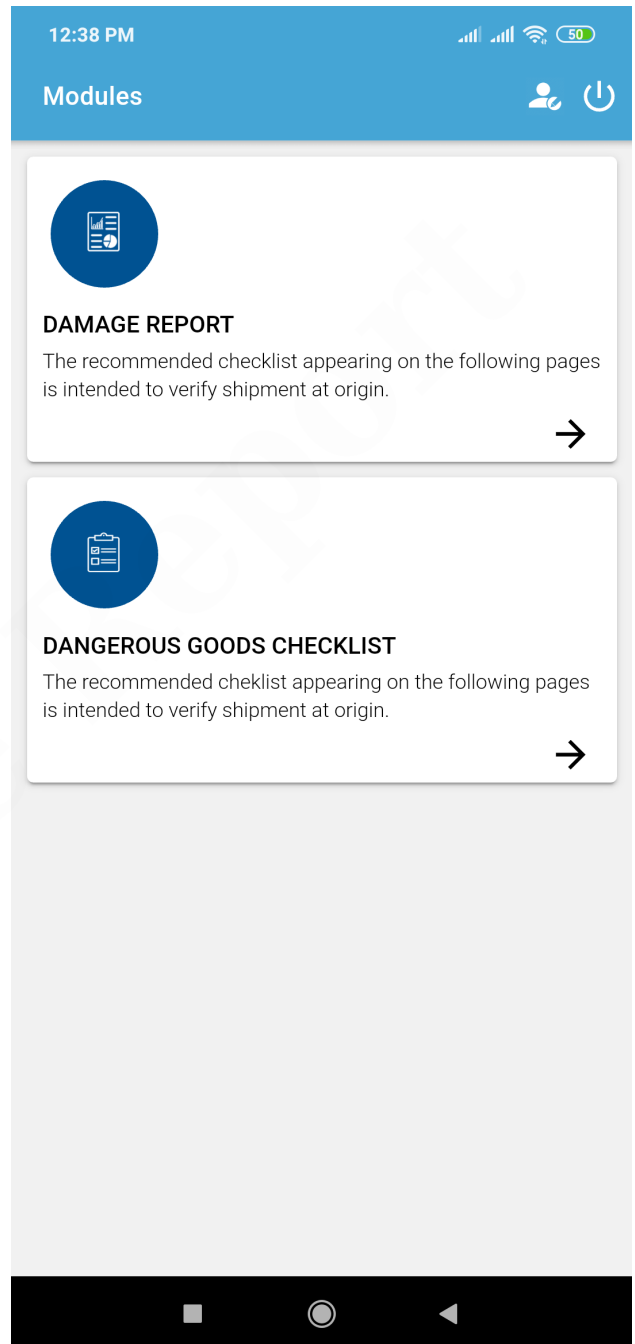 12:38 PM
50
Modules
DAMAGE REPORT
The recommended checklist appearing on the following pages
is intended to verify shipment at origin.
DANGEROUS GOODS CHECKLIST
The recommended cheklist appearing on the following pages
is intended to verify shipment at origin.
Report